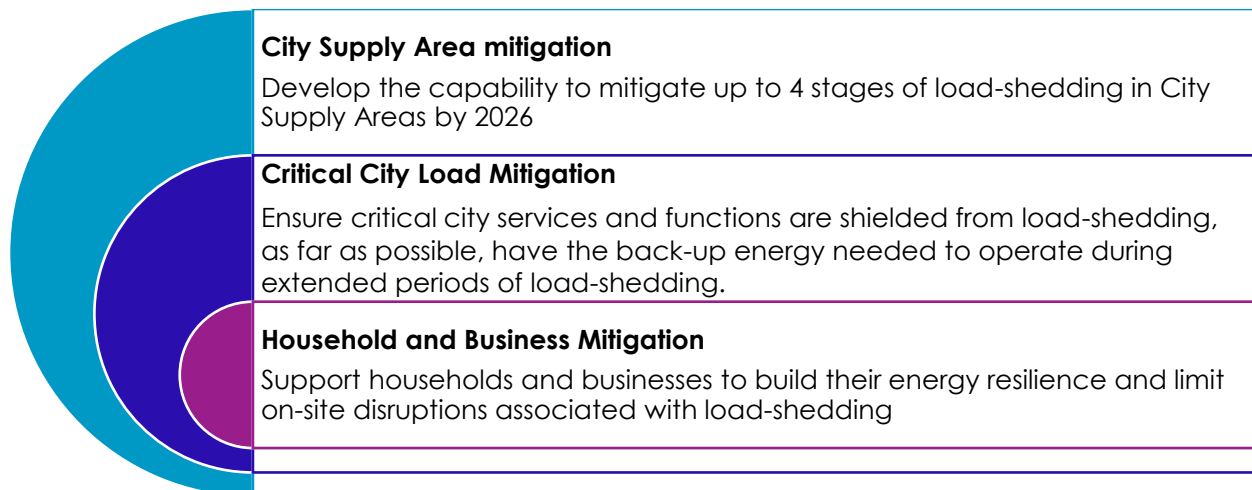 City Supply Area mitigation
Develop the capability to mitigate up to 4 stages of load-shedding in City
Supply Areas by 2026
Critical City Load Mitigation
Ensure critical city services and functions are shielded from load-shedding,
as far as possible, have the back-up energy needed to operate during
extended periods of load-shedding.
Household and Business Mitigation
Support households and businesses to build their energy resilience and limit
on-site disruptions associated with load-shedding